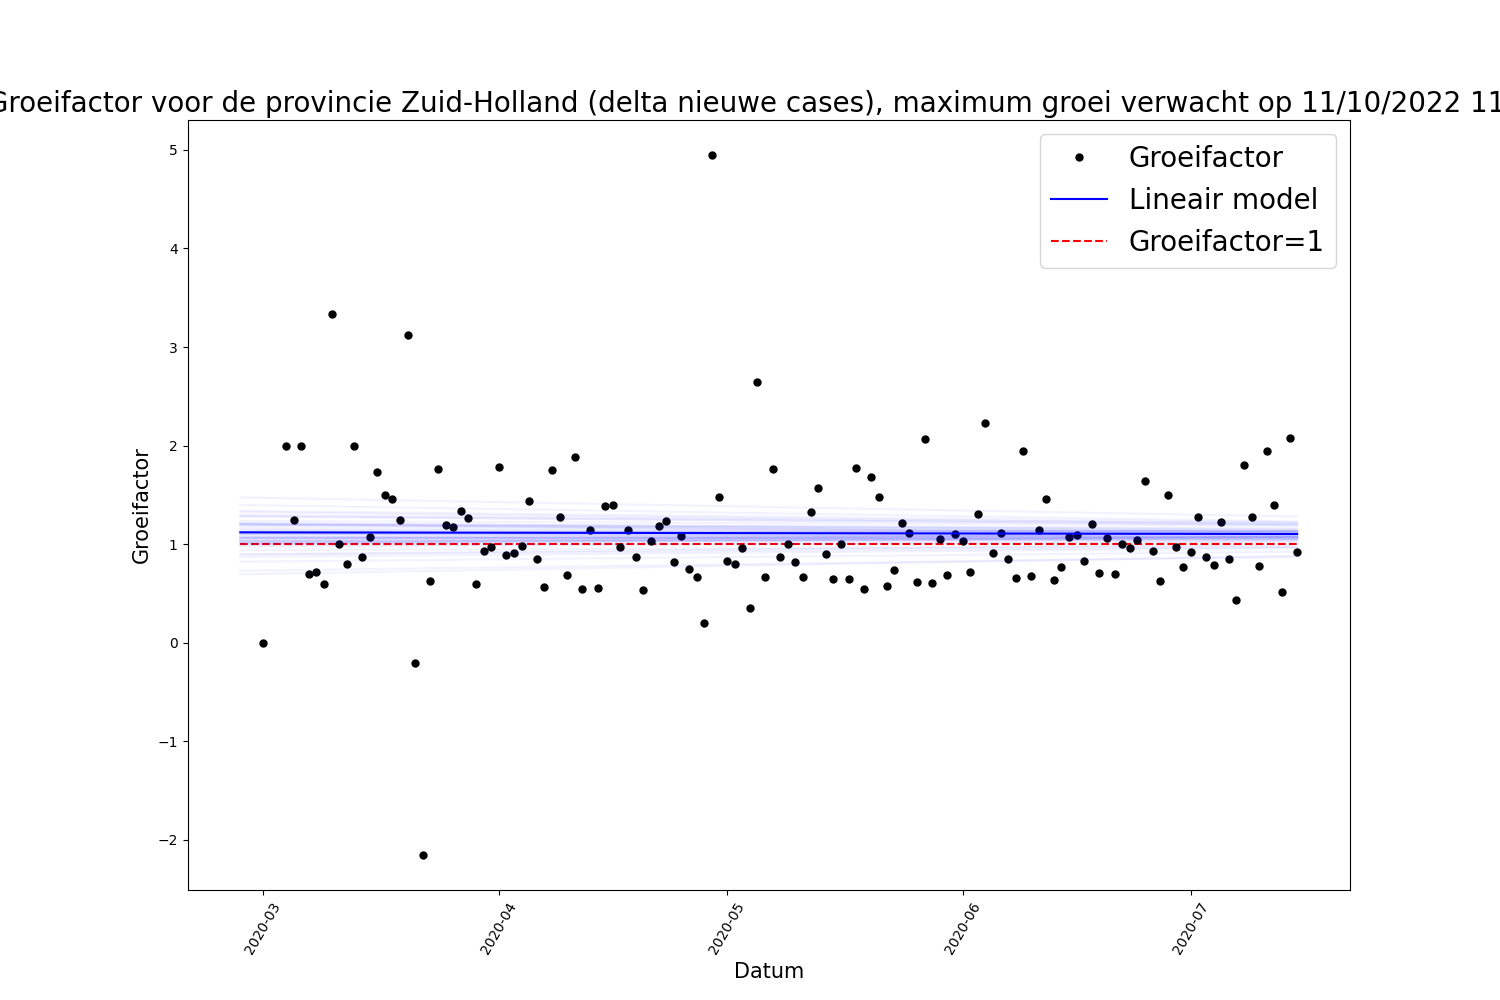 Groeifactor voor de provincie Zuid-Holland (delta nieuwe cases), maximum groei verwacht op 11/10/2022 11
Groeifactor
Lineair model
Groeifactor=1
5
4
3
2
1
0
−1
−2
Groeifactor
2020-03
2020-04
2020-05
2020-06
2020-07
Datum